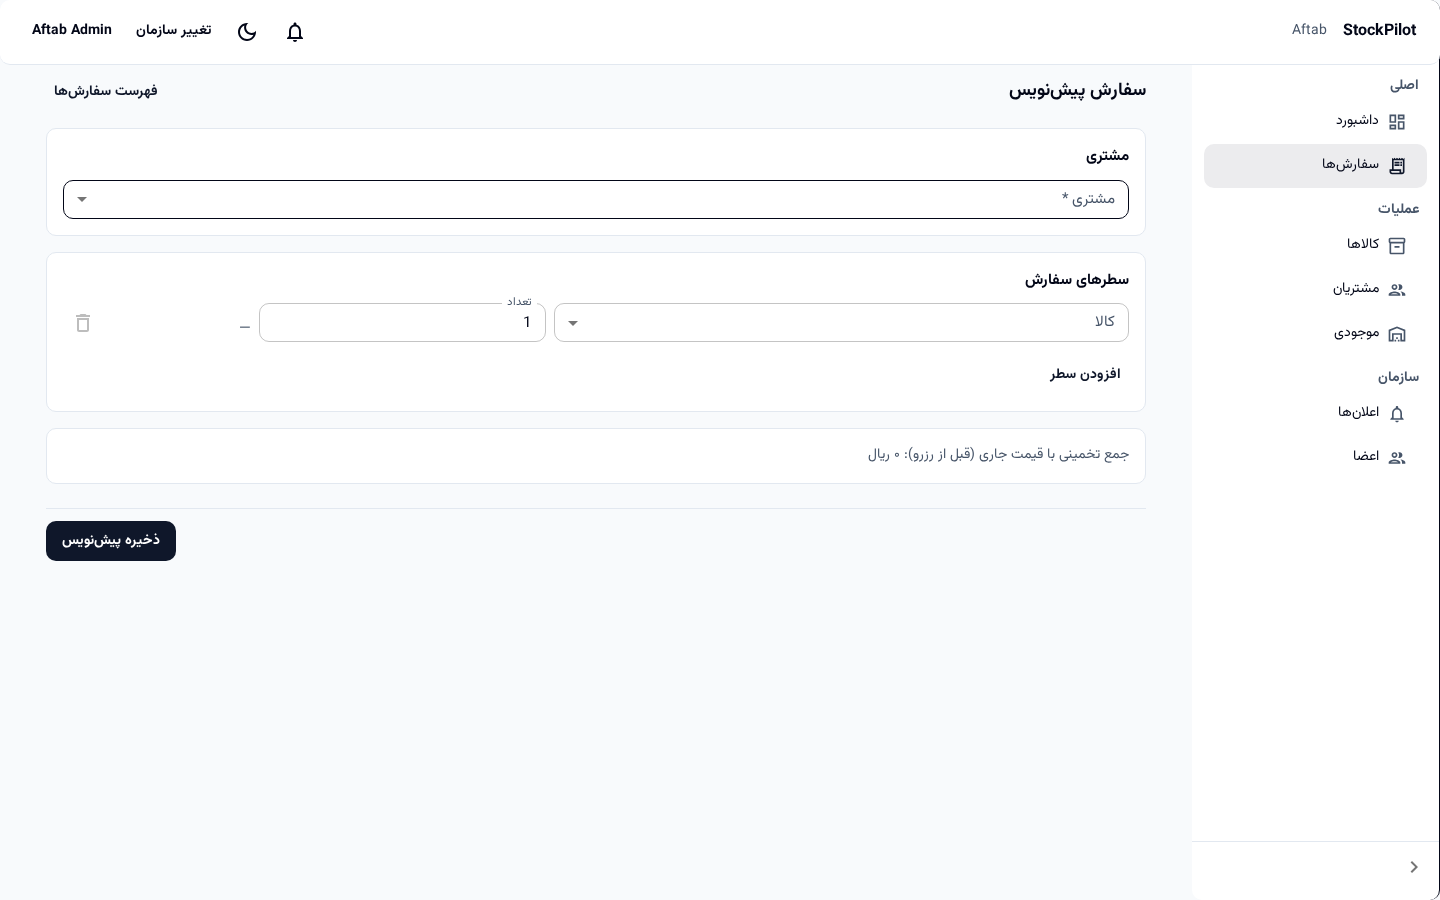 StockPilot Aftab
تغییر سازمان Aftab Admin
اصلی
داشبورد
سفارش‌ها
عملیات
کالاها
مشتریان
موجودی
سازمان
اعلان‌ها
اعضا
سفارش پیش‌نویس
فهرست سفارش‌ها
مشتری
مشتری *
سطرهای سفارش
کالا
تعداد
1
—
افزودن سطر
جمع تخمینی با قیمت جاری (قبل از رزرو): ۰ ریال
ذخیره پیش‌نویس